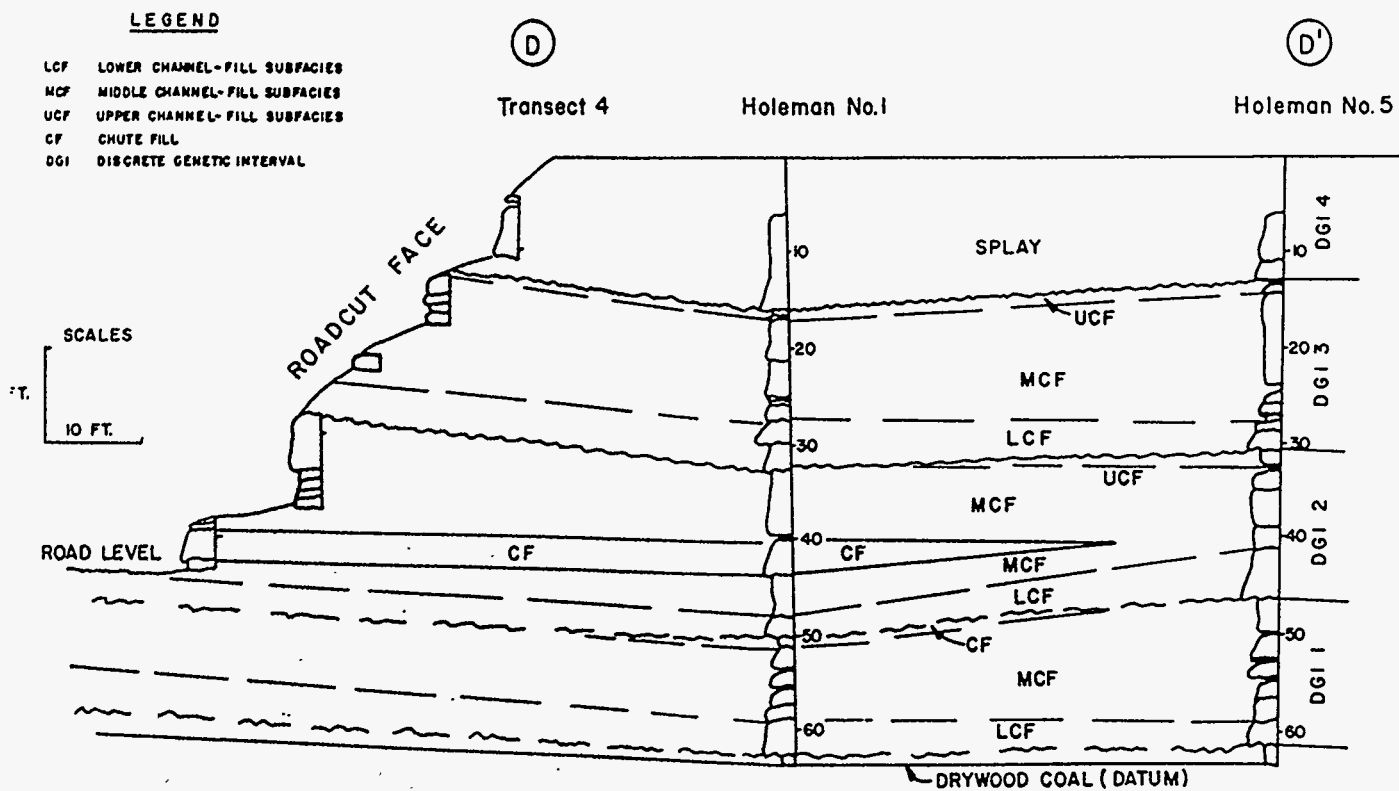 LEGEND
LCF LOWER CHANNEL-FILL SUBFACIES
MCF MIDDLE CHANNEL-FILL SUBFACIES
UCF UPPER CHANNEL-FILL SUBFACIES
CF CHUTE FILL
DGI DISCRETE GENETIC INTERVAL
D
D'
Transect 4
Holeman No.1
Holeman No.5
ROADCUT FACE
SCALES
FT.
10 FT.
ROAD LEVEL
10
SPLAY
10
DGI 4
UCF
20
MCF
20
DGI 3
LCF
30
30
UCF
MCF
DGI 2
40
40
CF
CF
MCF
LCF
50
CF
50
MCF
DGI 1
60
LCF
60
DRYWOOD COAL (DATUM)